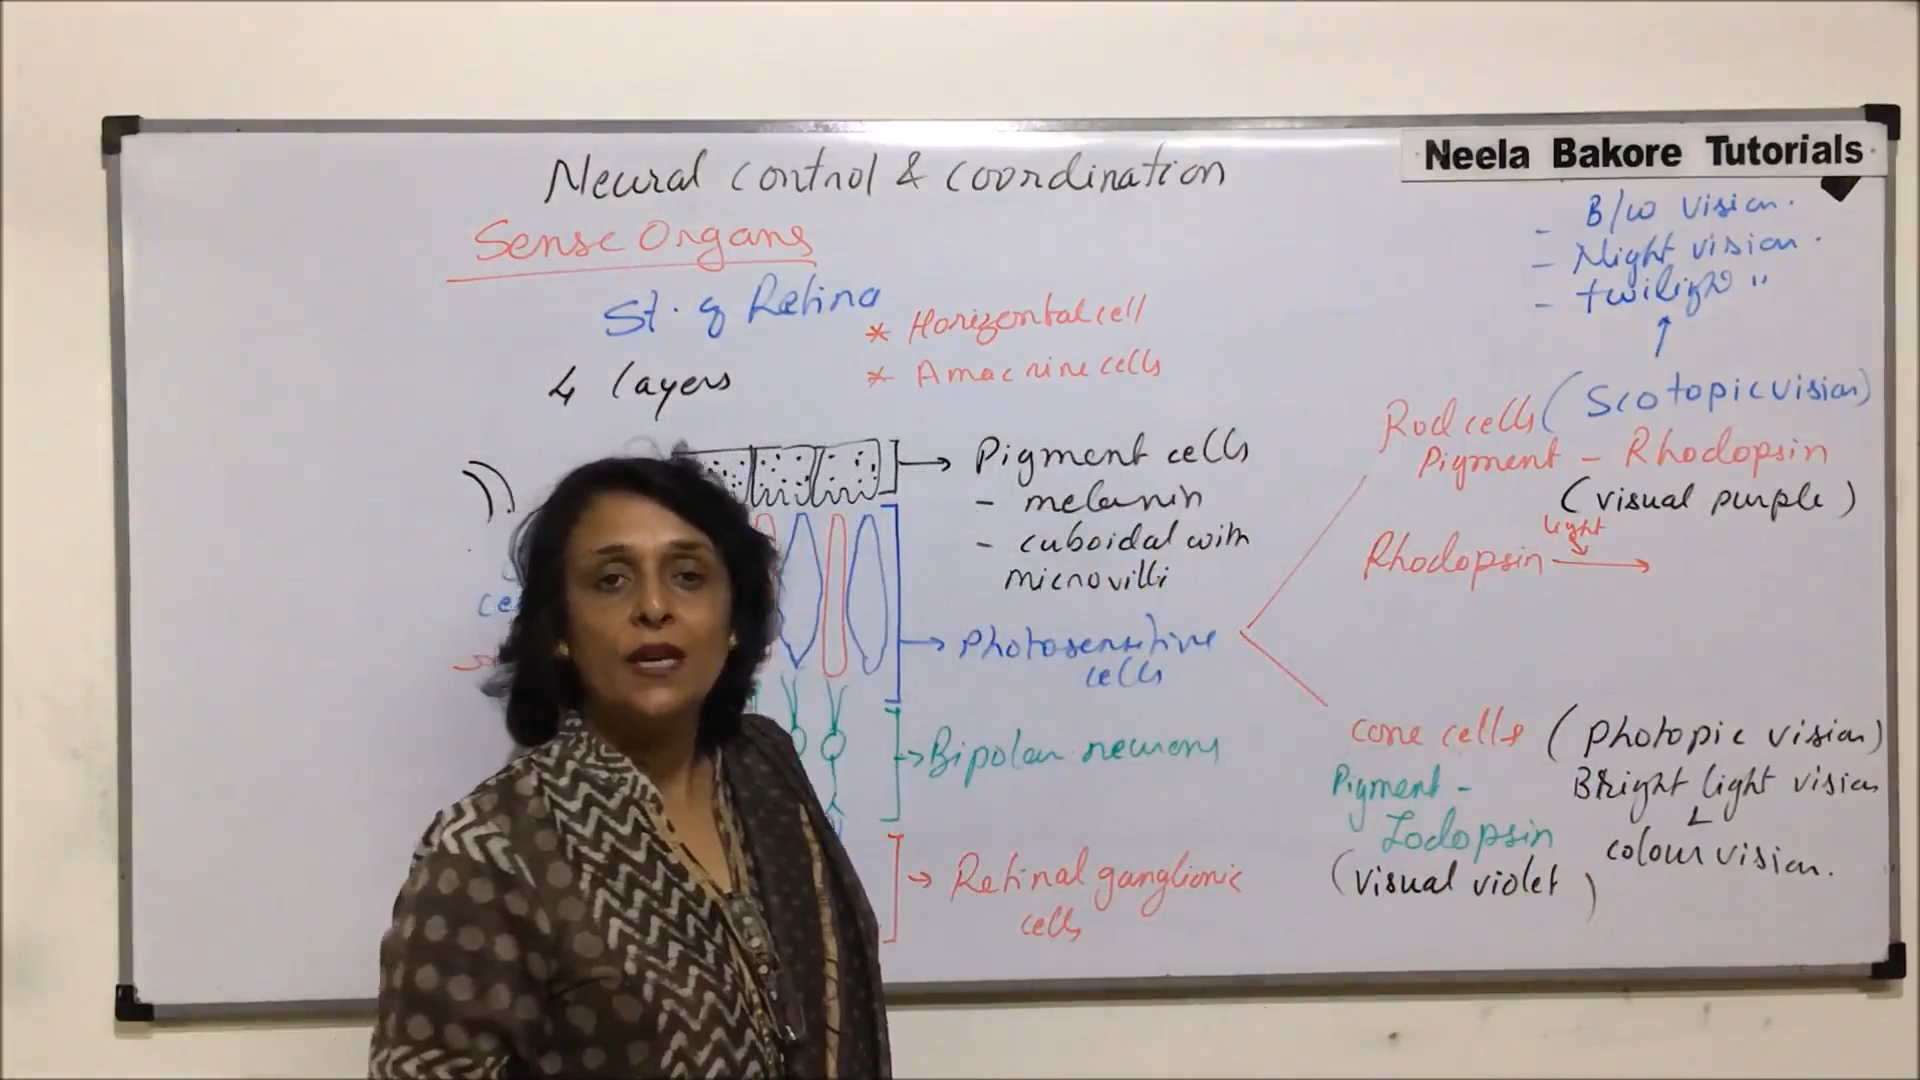 Neela Bakore Tutorials
Neural control & coordination
Sense Organs
St. of Retina
* Horizontal cell
* Amacrine cells
4 layers
Pigment cells
- melanin
- cuboidal with
microvilli
Photosensitive
cells
Bipolar neurons
Retinal ganglionic
cells
- B/W vision.
- Night vision.
- twilight "
Rod cells (Scotopic vision)
Pigment - Rhodopsin
(visual purple)
light
Rhodopsin →
cone cells (Photopic vision)
Pigment -
Iodopsin
(visual violet)
Bright light vision
colour vision.